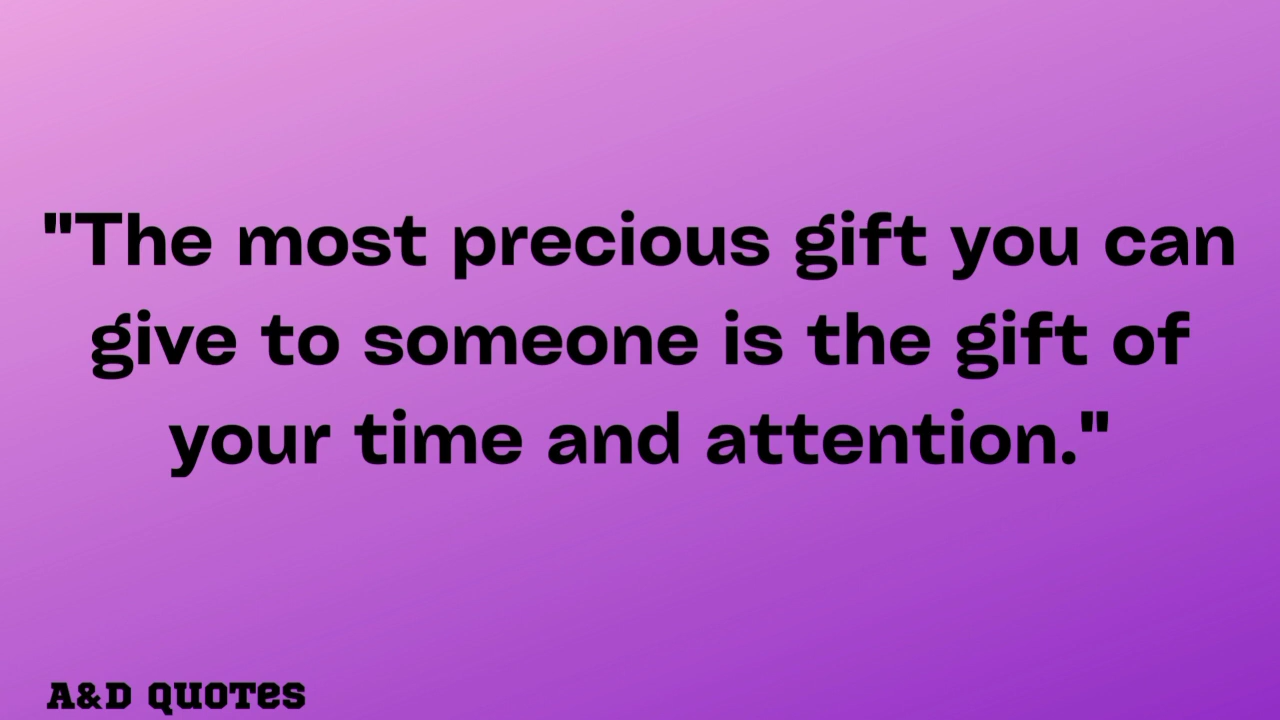 "The most precious gift you can
give to someone is the gift of
your time and attention."
A&D QUOTES